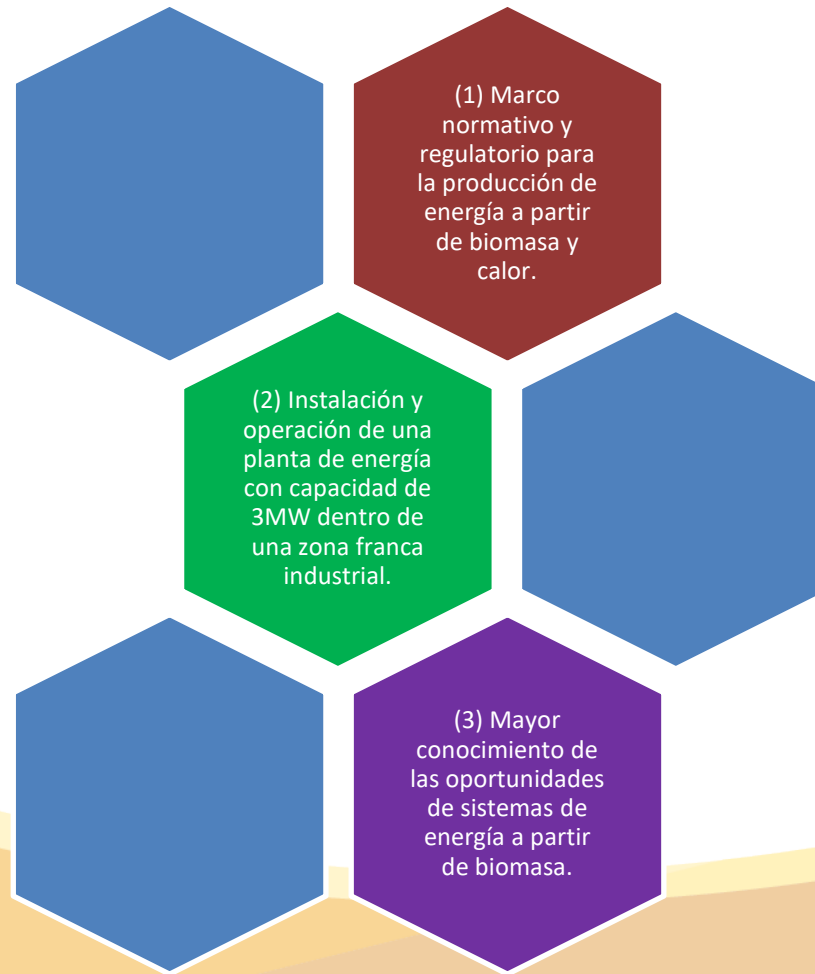 (1) Marco
normativo y
regulatorio para
la producción de
energía a partir
de biomasa y
calor.
(2) Instalación y
operación de una
planta de energía
con capacidad de
3MW dentro de
una zona franca
industrial.
(3) Mayor
conocimiento de
las oportunidades
de sistemas de
energía a partir
de biomasa.